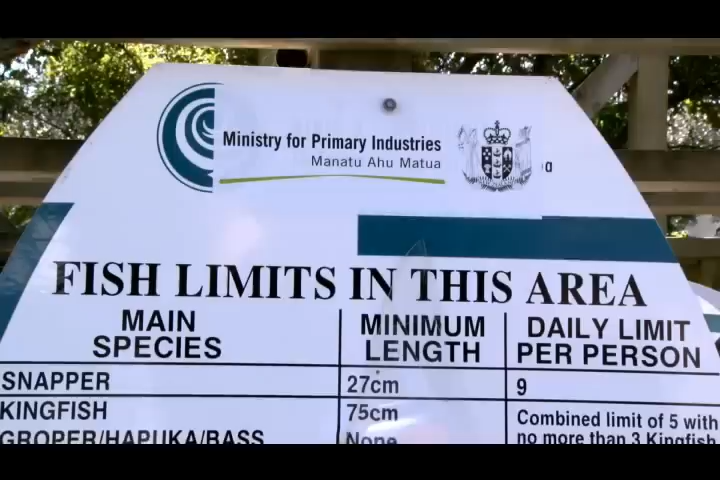 Ministry for Primary Industries
Manatu Ahu Matua
a
FISH LIMITS IN THIS AREA
MAIN SPECIES MINIMUM LENGTH DAILY LIMIT PER PERSON
SNAPPER 27cm 9
KINGFISH 75cm Combined limit of 5 with
GROPER/HAPUKA/BASS None no more than 3 Kingfish